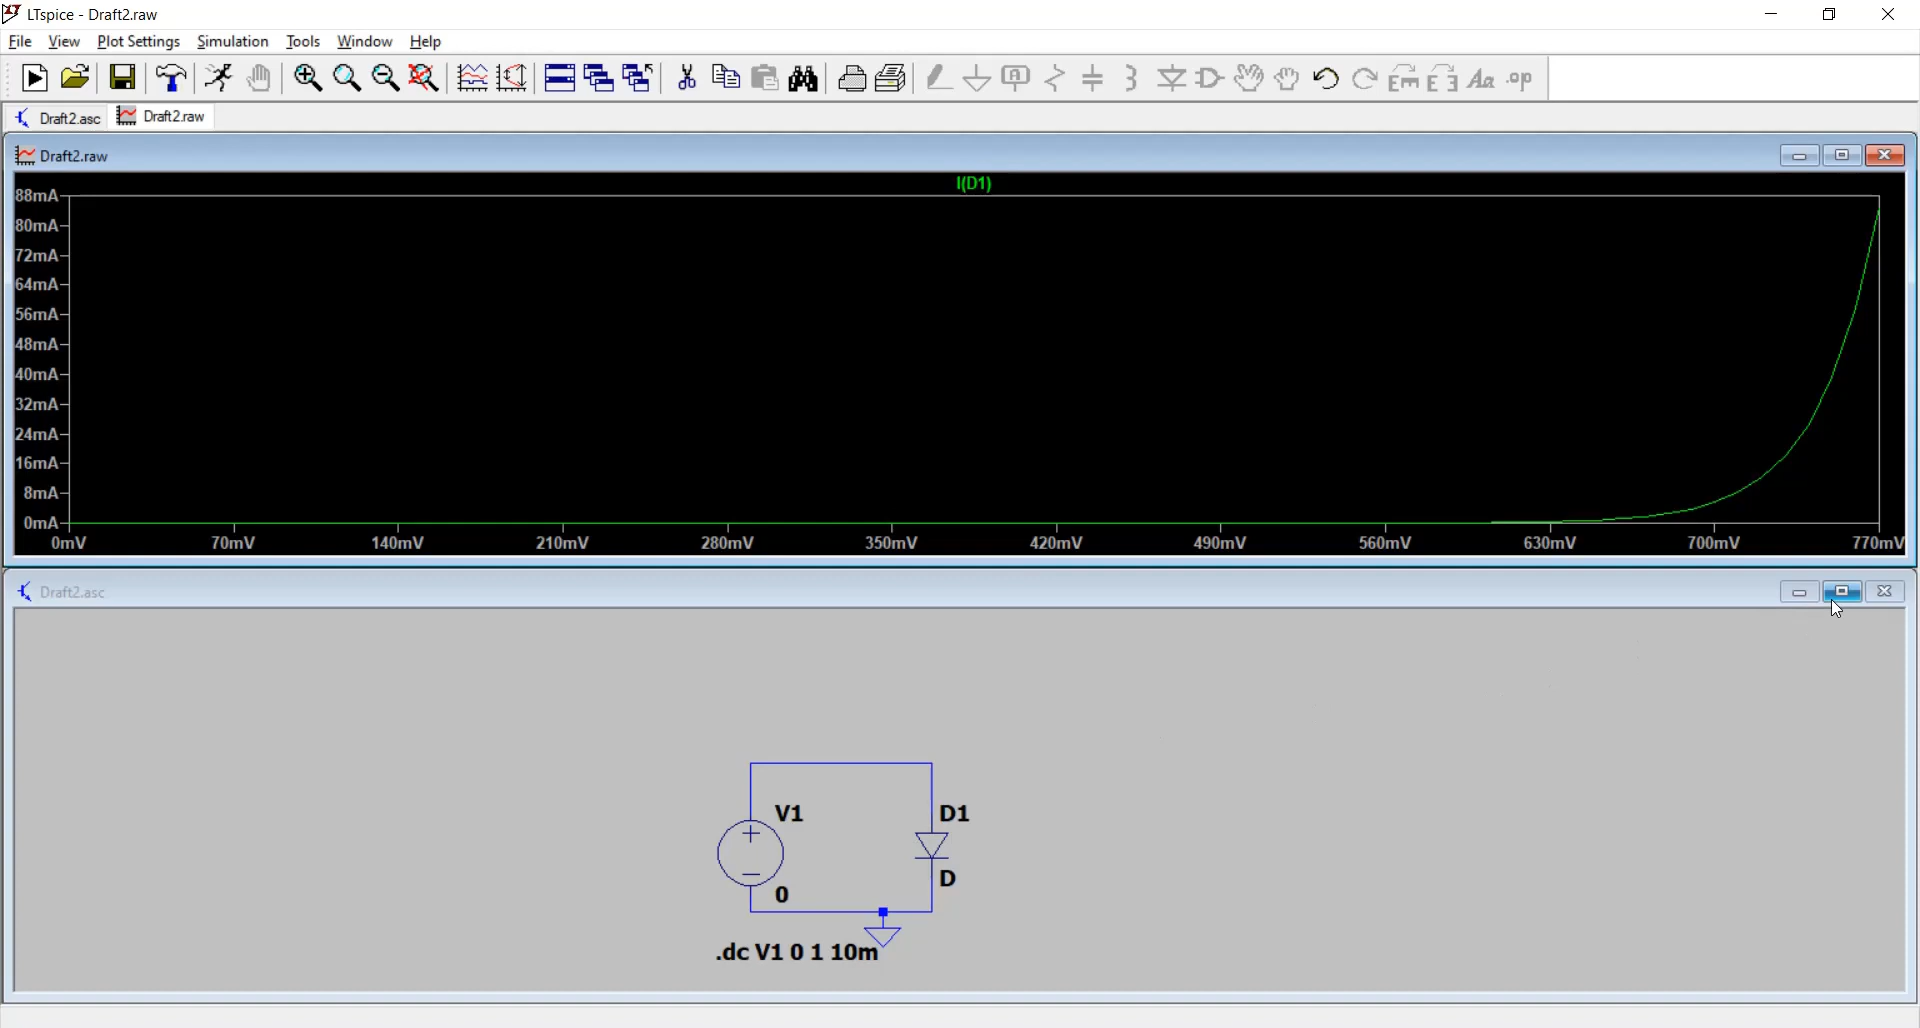 LTspice - Draft2.raw
File View Plot Settings Simulation Tools Window Help
A Aa .op
Draft2.asc Draft2.raw
Draft2.raw
I(D1)
88mA
80mA
72mA
64mA
56mA
48mA
40mA
32mA
24mA
16mA
8mA
0mA
0mV 70mV 140mV 210mV 280mV 350mV 420mV 490mV 560mV 630mV 700mV 770mV
Draft2.asc
V1 D1
D
0
.dc V1 0 1 10m